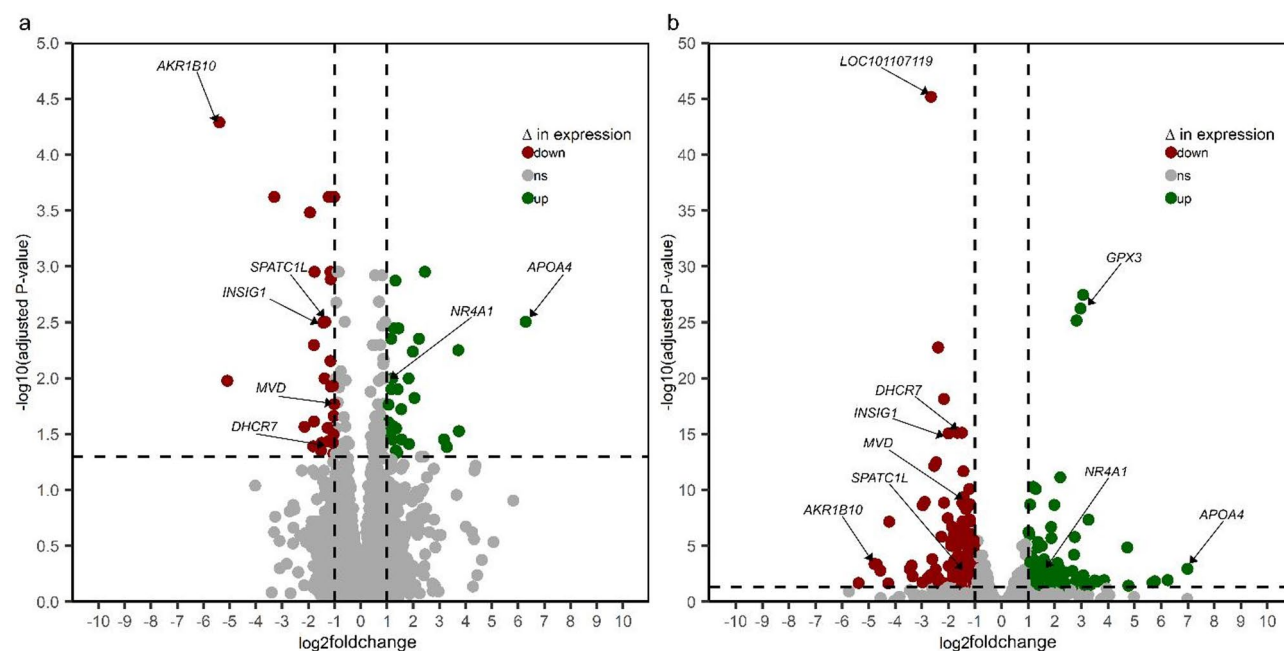 a
5.0
4.5
4.0
3.5
3.0
2.5
2.0
1.5
1.0
0.5
0.0
-log10(adjusted P-value)
AKR1B10
SPATC1L
INSIG1
MVD
DHCR7
NR4A1
APOA4
Δ in expression
down
ns
up
-10 -9 -8 -7 -6 -5 -4 -3 -2 -1 0 1 2 3 4 5 6 7 8 9 10
log2foldchange
b
50
45
40
35
30
25
20
15
10
5
0
-log10(adjusted P-value)
LOC101107119
GPX3
DHCR7
INSIG1
MVD
SPATC1L
AKR1B10
NR4A1
APOA4
Δ in expression
down
ns
up
-10 -9 -8 -7 -6 -5 -4 -3 -2 -1 0 1 2 3 4 5 6 7 8 9 10
log2foldchange